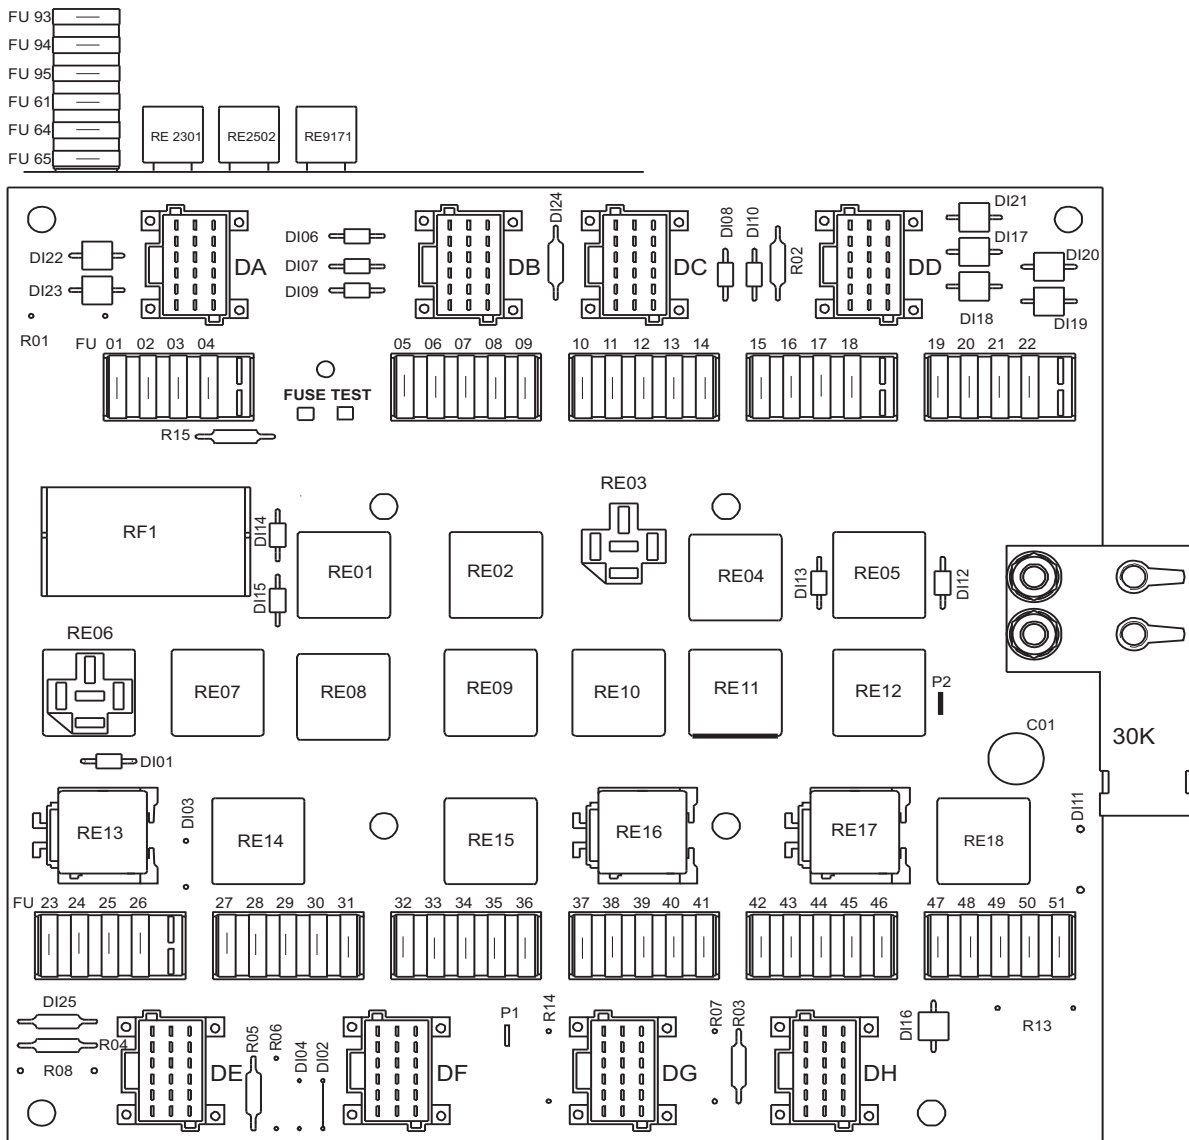 FU 93
FU 94
FU 95
FU 61
FU 64
FU 65
RE 2301
RE2502
RE9171
DI22
DI23
R01
DA
DI06
DI07
DI09
DB
DI24
DC
DI08
DI10
R02
DD
DI21
DI17
DI20
DI18
DI19
FU 01 02 03 04
05 06 07 08 09
10 11 12 13 14
15 16 17 18
19 20 21 22
FUSE TEST
R15
RF1
DI14
DI15
RE01
RE02
RE03
RE04
DI13
RE05
DI12
RE06
RE07
RE08
RE09
RE10
RE11
RE12
P2
C01
30K
DI01
RE13
DI03
RE14
RE15
RE16
RE17
RE18
DI11
FU 23 24 25 26
27 28 29 30 31
32 33 34 35 36
37 38 39 40 41
42 43 44 45 46
47 48 49 50 51
DI25
R04
R08
DE
R05
R06
DI04
DI02
DF
P1
R14
DG
R07
R03
DH
DI16
R13